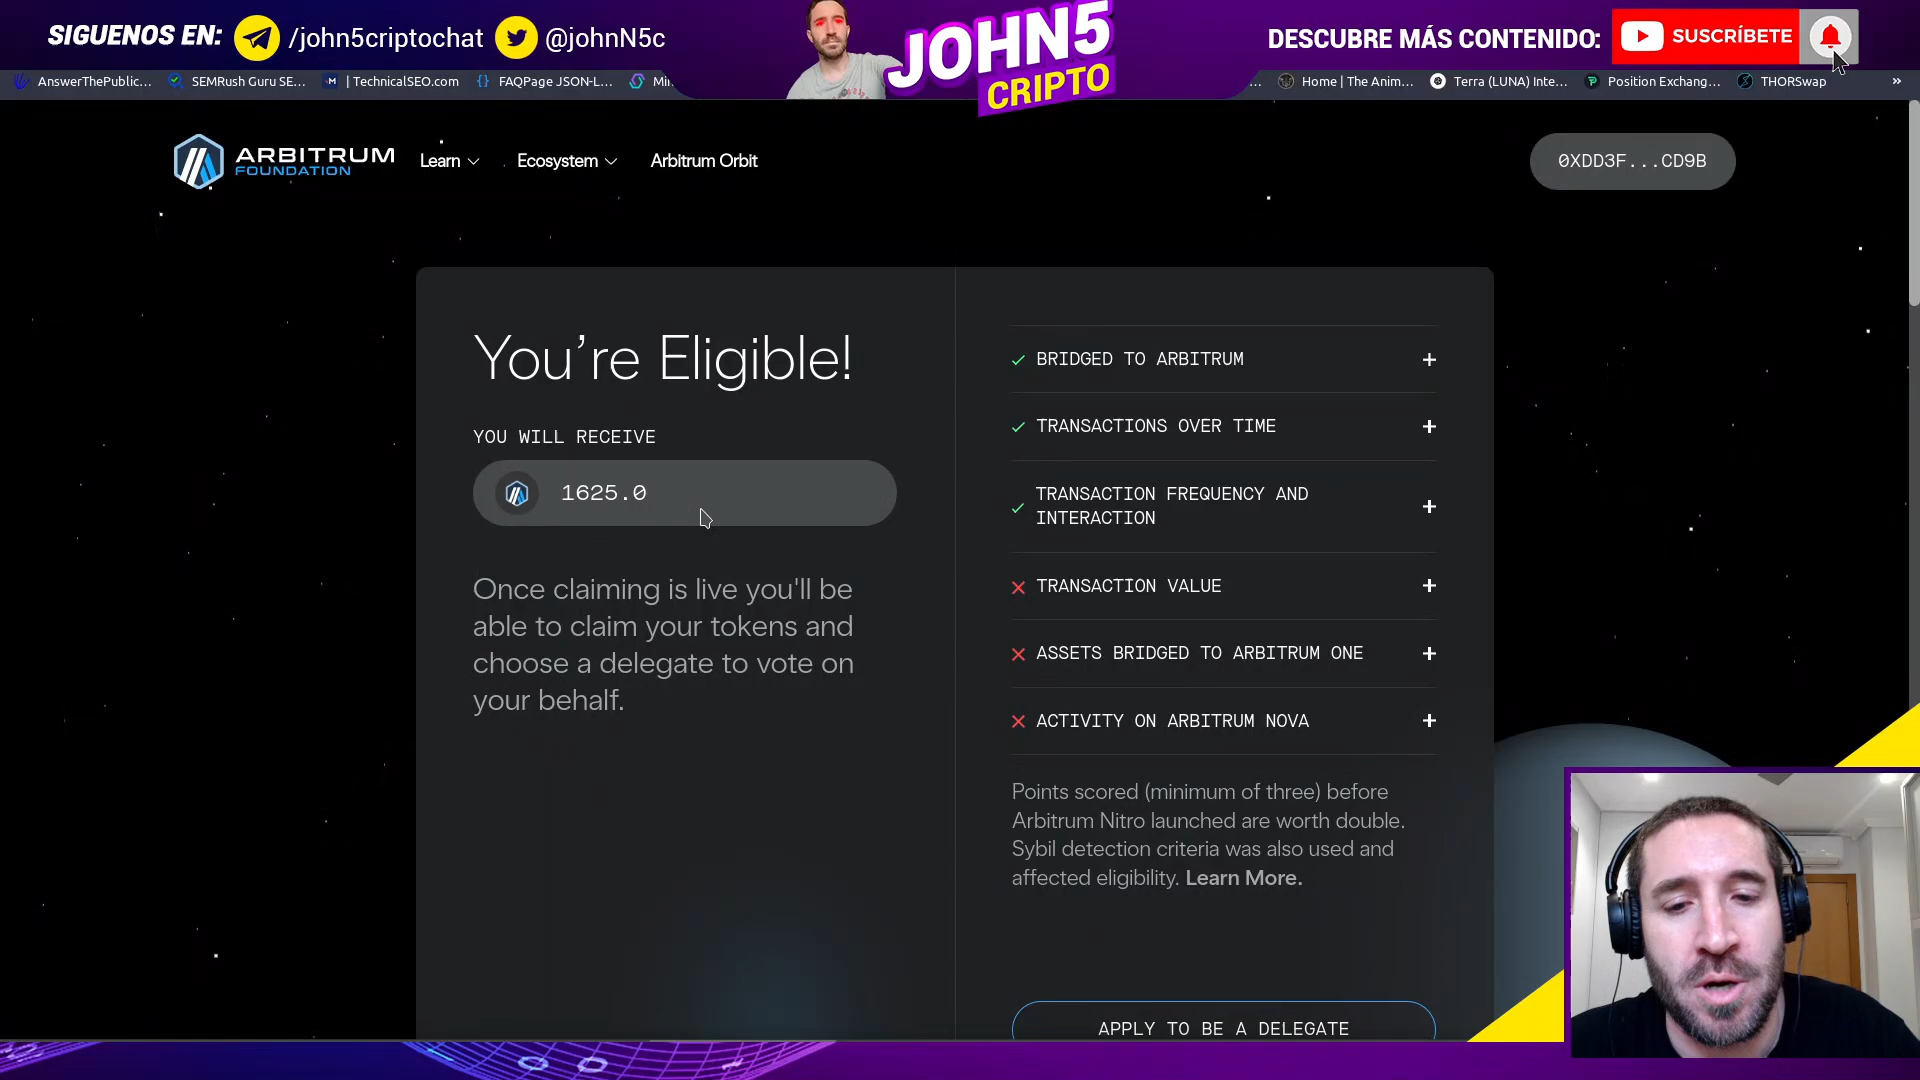 SIGUENOS EN: /john5criptochat @johnN5c
JOHN5
CRIPTO
DESCUBRE MÁS CONTENIDO: SUSCRÍBETE
AnswerThePublic... SEMRush Guru SE... | TechnicalSEO.com FAQPage JSON-L... Home | The Anim... Terra (LUNA) Inte... Position Exchang... THORSwap »
ARBITRUM
FOUNDATION
Learn Ecosystem Arbitrum Orbit
0XDD3F...CD9B
You’re Eligible!
YOU WILL RECEIVE
1625.0
Once claiming is live you'll be
able to claim your tokens and
choose a delegate to vote on
your behalf.
BRIDGED TO ARBITRUM +
TRANSACTIONS OVER TIME +
TRANSACTION FREQUENCY AND
INTERACTION +
TRANSACTION VALUE +
ASSETS BRIDGED TO ARBITRUM ONE +
ACTIVITY ON ARBITRUM NOVA +
Points scored (minimum of three) before
Arbitrum Nitro launched are worth double.
Sybil detection criteria was also used and
affected eligibility. Learn More.
APPLY TO BE A DELEGATE